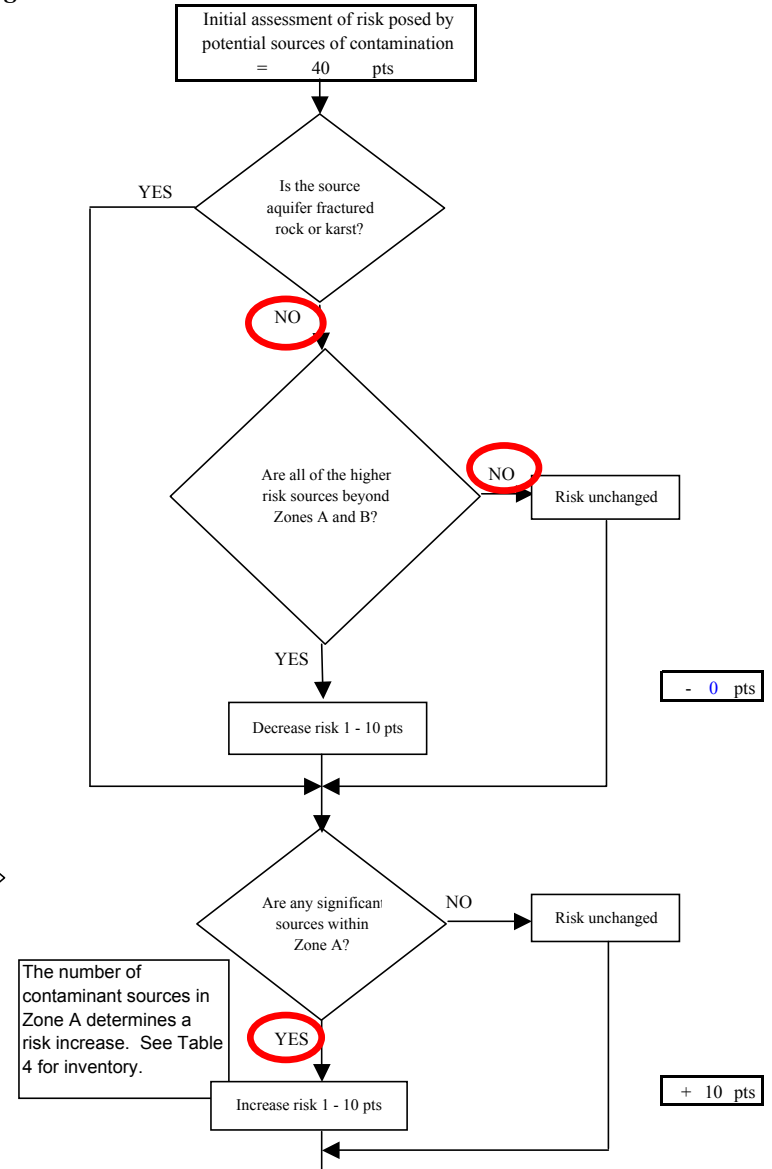 Initial assessment of risk posed by
potential sources of contamination
= 40 pts
YES
Is the source
aquifer fractured
rock or karst?
NO
Are all of the higher
risk sources beyond
Zones A and B?
NO
Risk unchanged
YES
- 0 pts
Decrease risk 1 - 10 pts
Are any significant
sources within
Zone A?
NO
Risk unchanged
The number of
contaminant sources in
Zone A determines a
risk increase. See Table
4 for inventory.
YES
Increase risk 1 - 10 pts
+ 10 pts